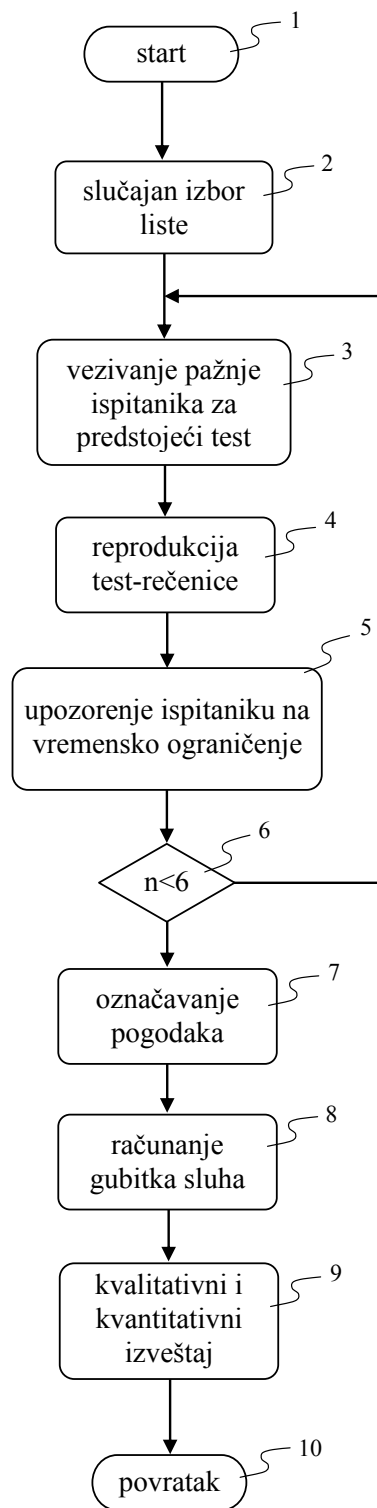 1
start
2
slučajan izbor
liste
3
vezivanje pažnje
ispitanika za
predstojeći test
4
reprodukcija
test-rečenice
5
upozorenje ispitaniku na
vremensko ograničenje
6
n<6
7
označavanje
pogodaka
8
računanje
gubitka sluha
9
kvalitativni i
kvantitativni
izveštaj
10
povratak